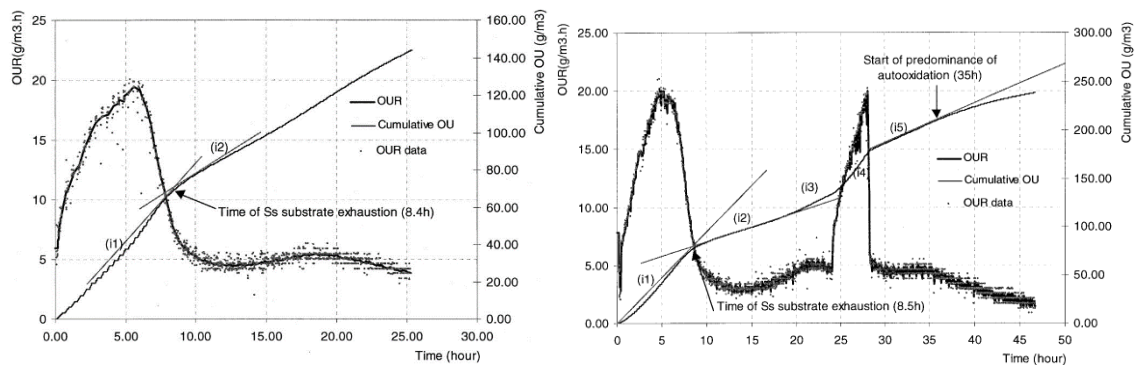 OUR(g/m3.h)
25
20
15
10
5
0
0.00 5.00 10.00 15.00 20.00 25.00 30.00
Time (hour)
160.00
140.00
120.00
100.00
80.00
60.00
40.00
20.00
0.00
Cumulative OU (g/m3)
OUR
Cumulative OU
OUR data
(i2)
(i1)
Time of Ss substrate exhaustion (8.4h)
OUR(g/m3.h)
25.00
20.00
15.00
10.00
5.00
0.00
0 10 20 30 40 50
Time (hour)
300.00
250.00
200.00
150.00
100.00
50.00
0.00
Cumulative OU (g/m3)
Start of predominance of
autooxidation (35h)
(i5)
OUR
Cumulative OU
OUR data
(i4)
(i3)
(i2)
(i1)
Time of Ss substrate exhaustion (8.5h)